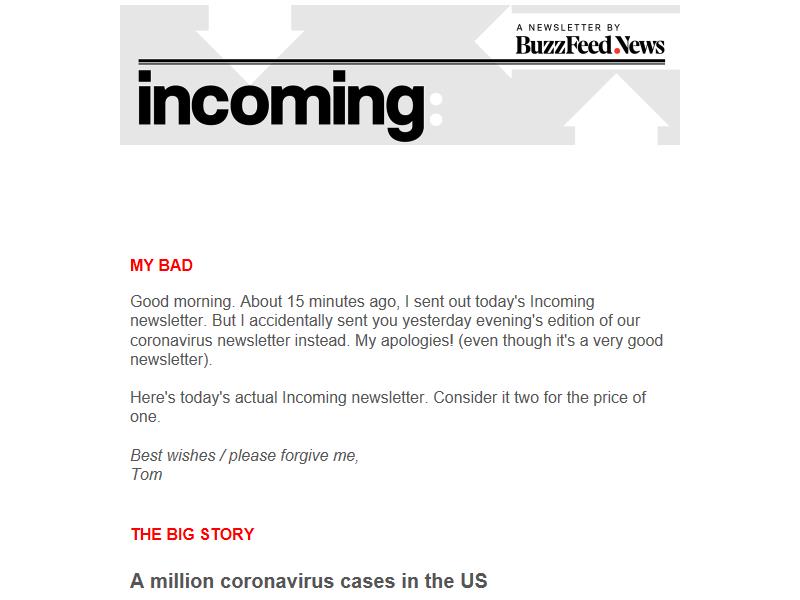 A NEWSLETTER BY
BuzzFeed.News
incoming:
MY BAD
Good morning. About 15 minutes ago, I sent out today's Incoming
newsletter. But I accidentally sent you yesterday evening's edition of our
coronavirus newsletter instead. My apologies! (even though it's a very good
newsletter).
Here's today's actual Incoming newsletter. Consider it two for the price of
one.
Best wishes / please forgive me,
Tom
THE BIG STORY
A million coronavirus cases in the US